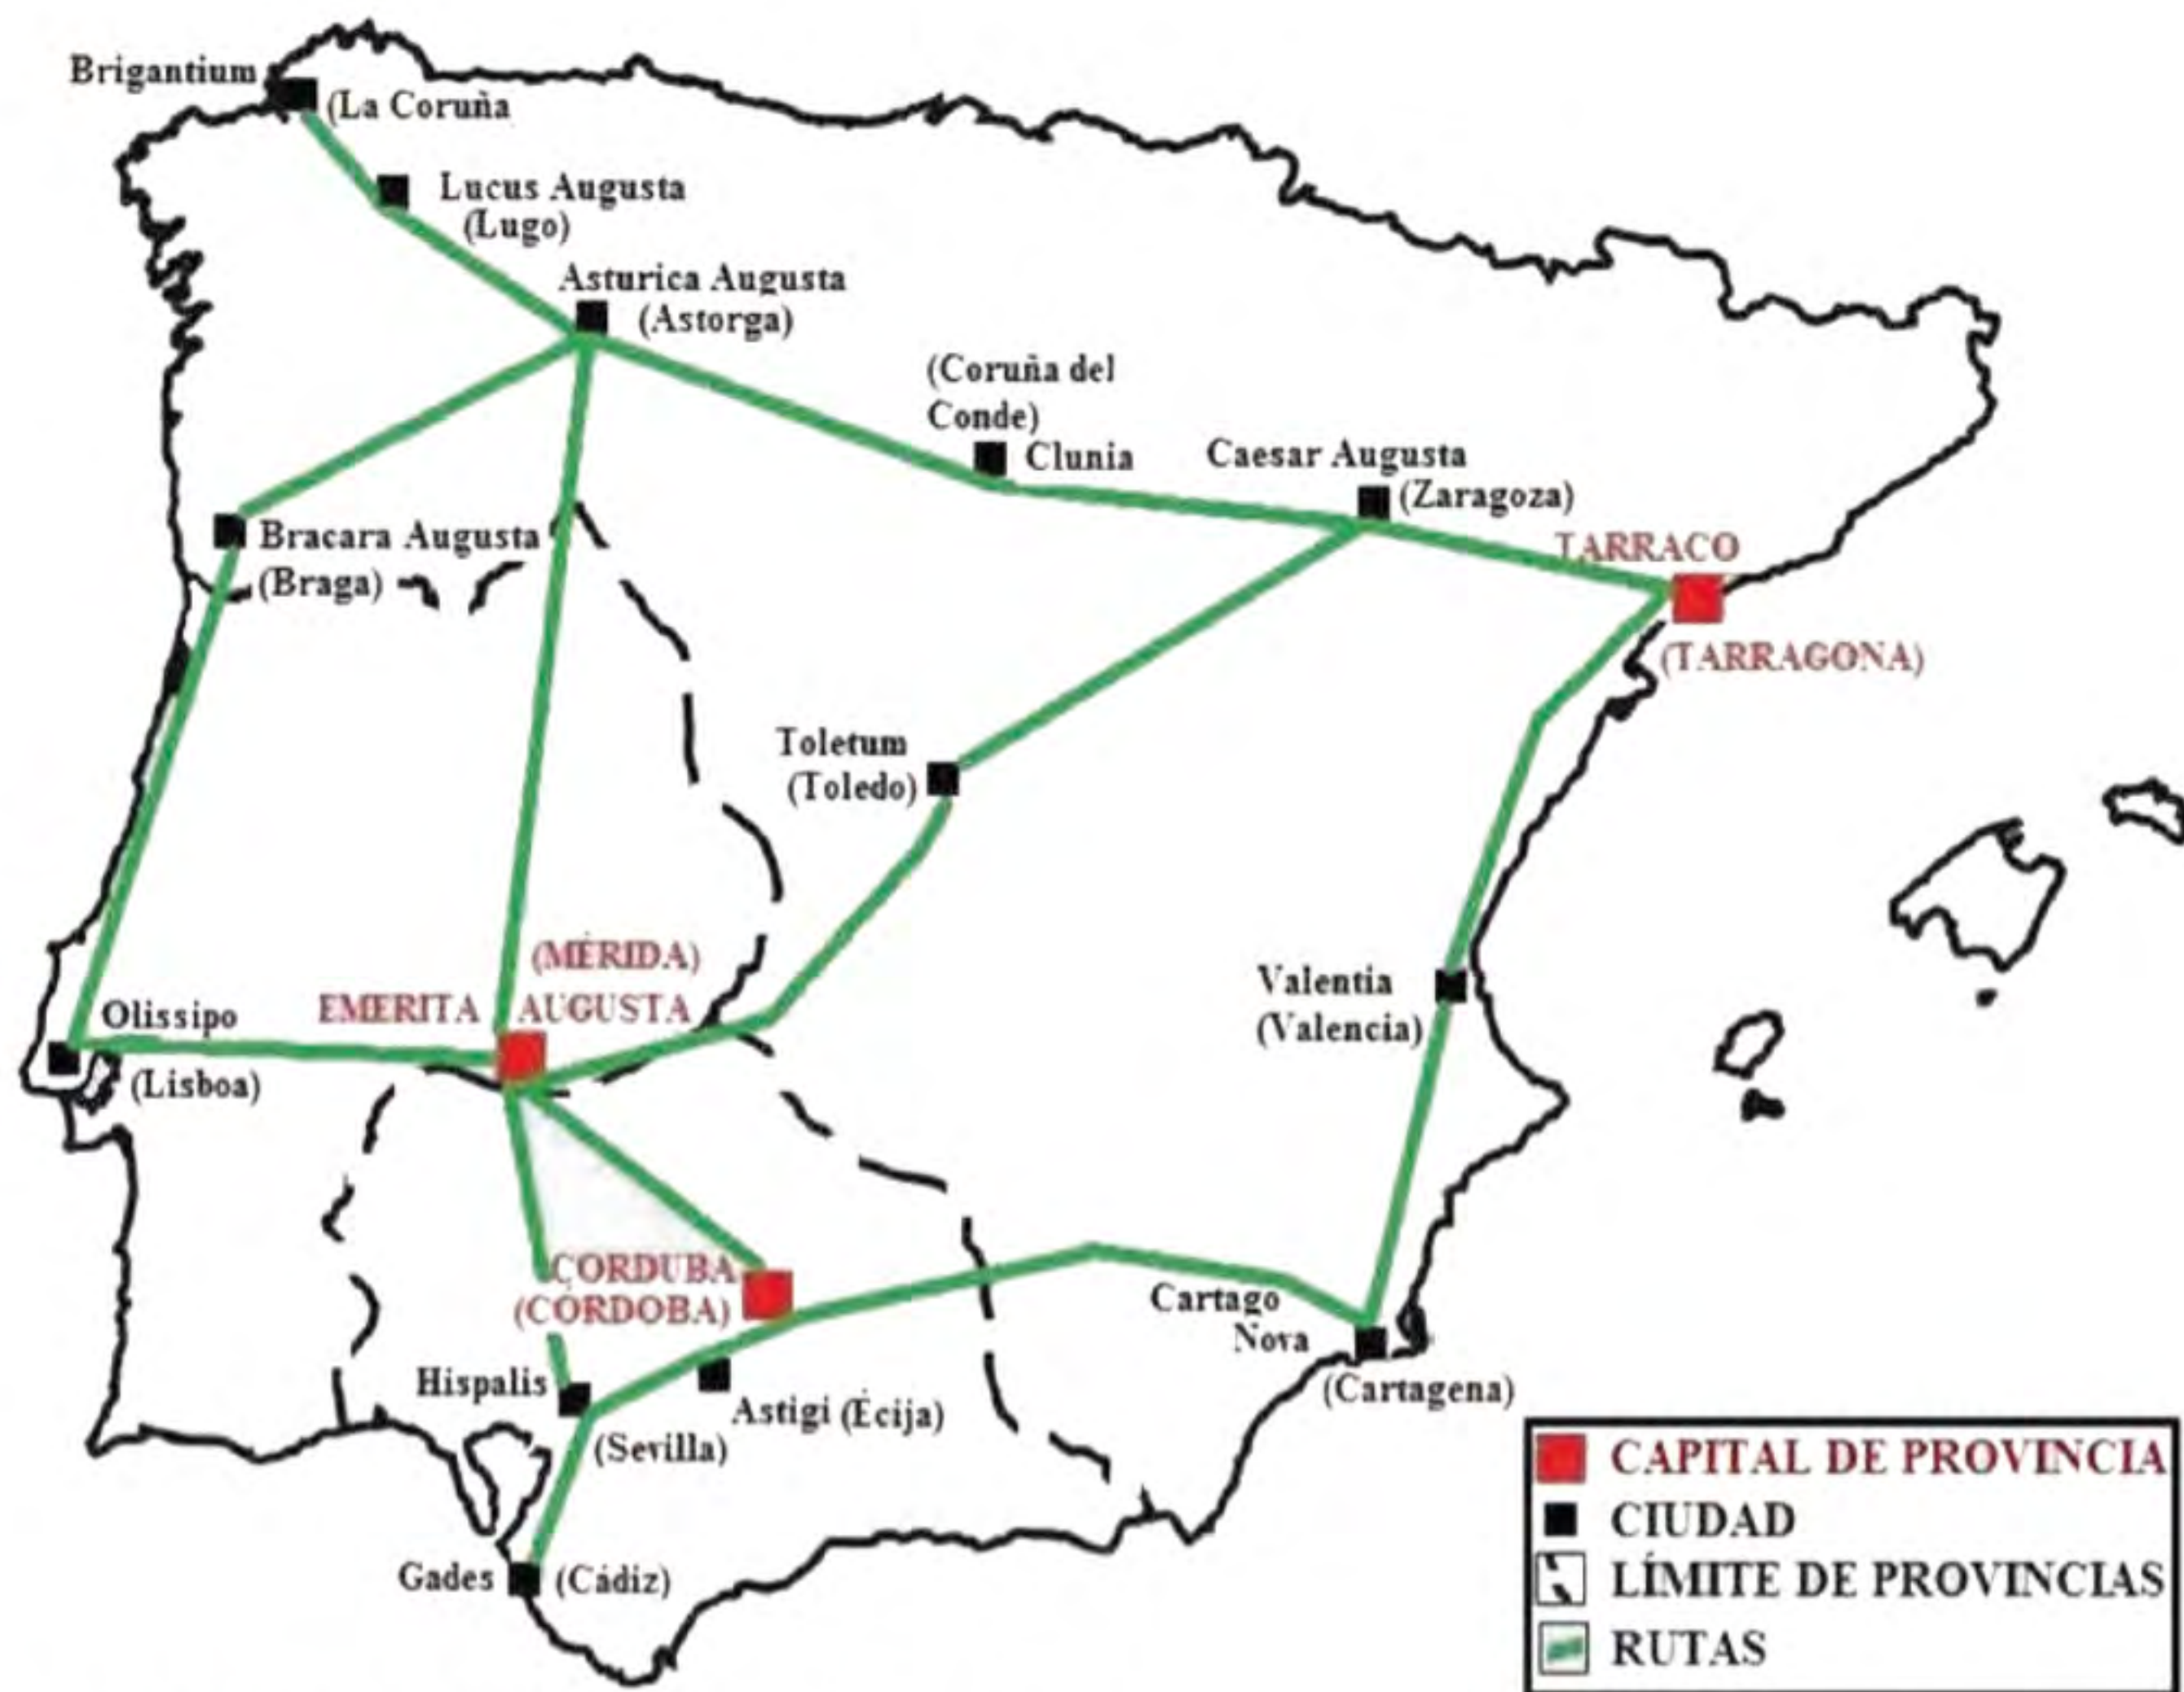 Brigantium
(La Coruña
Lucus Augusta
(Lugo)
Asturica Augusta
(Astorga)
(Coruña del
Conde)
Clunia
Caesar Augusta
(Zaragoza)
TARRACO
(TARRAGONA)
Bracara Augusta
(Braga)
Toletum
(Toledo)
(MÉRIDA)
EMERITA AUGUSTA
Olissipo
(Lisboa)
Valentia
(Valencia)
CORDUBA
(CÓRDOBA)
Cartago
Nova
(Cartagena)
Hispalis
(Sevilla)
Astigi (Écija)
Gades (Cádiz)
CAPITAL DE PROVINCIA
CIUDAD
LÍMITE DE PROVINCIAS
RUTAS